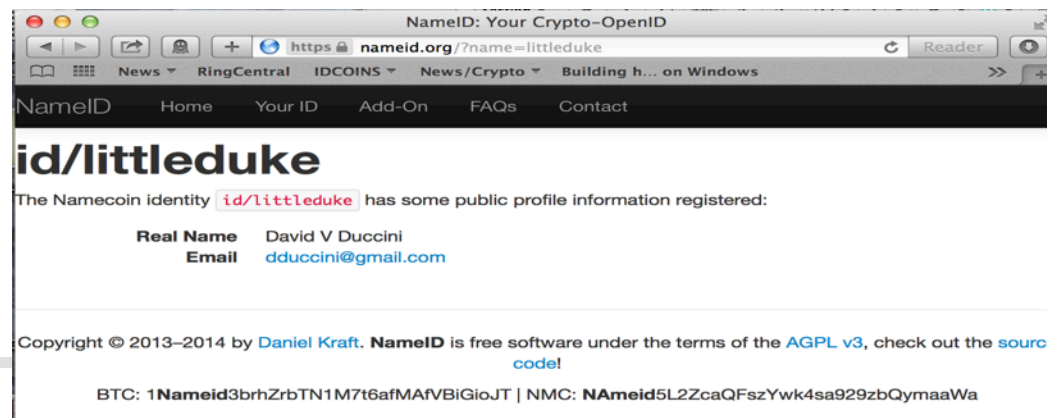 NameID: Your Crypto-OpenID
https nameid.org/?name=littleduke Reader
News RingCentral IDCOINS News/Crypto Building h... on Windows >>
NameID Home Your ID Add-On FAQs Contact
id/littleduke
The Namecoin identity id/littleduke has some public profile information registered:
Real Name David V Duccini
Email dduccini@gmail.com
Copyright © 2013–2014 by Daniel Kraft. NameID is free software under the terms of the AGPL v3, check out the sourc
code!
BTC: 1Nameid3brhZrbTN1M7t6afMAfVBiGioJT | NMC: NAmeid5L2ZcaQFszYwk4sa929zbQymaaWa